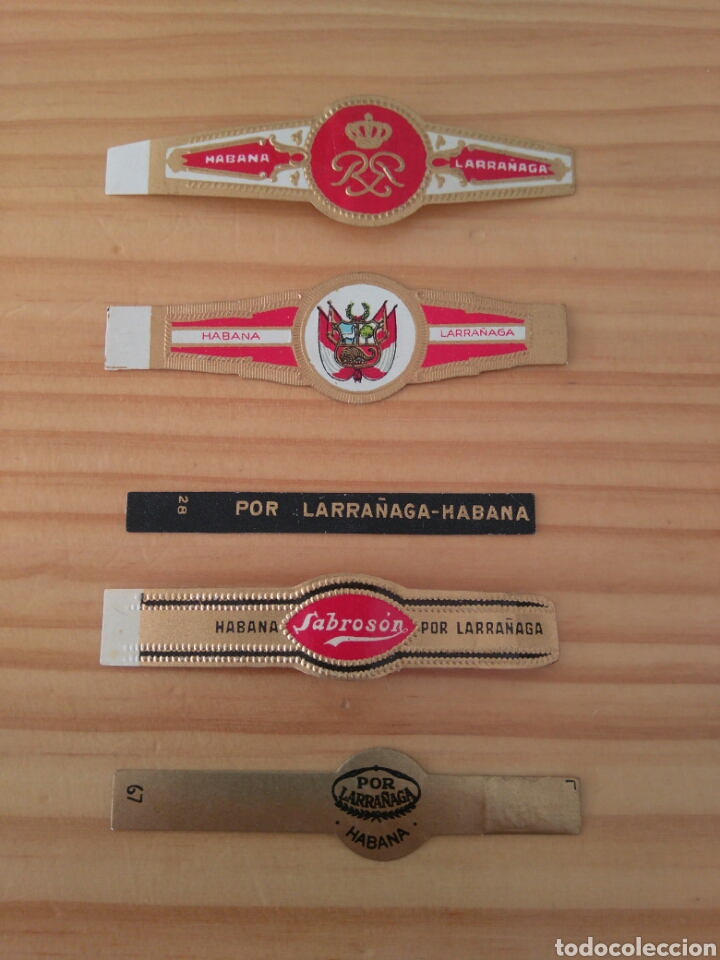 HABANA
LARRAÑAGA
HABANA
LARRAÑAGA
28
POR LARRAÑAGA-HABANA
HABANA
Sabrosón
POR LARRAÑAGA
67
POR
LARRAÑAGA
· HABANA ·
todocoleccion